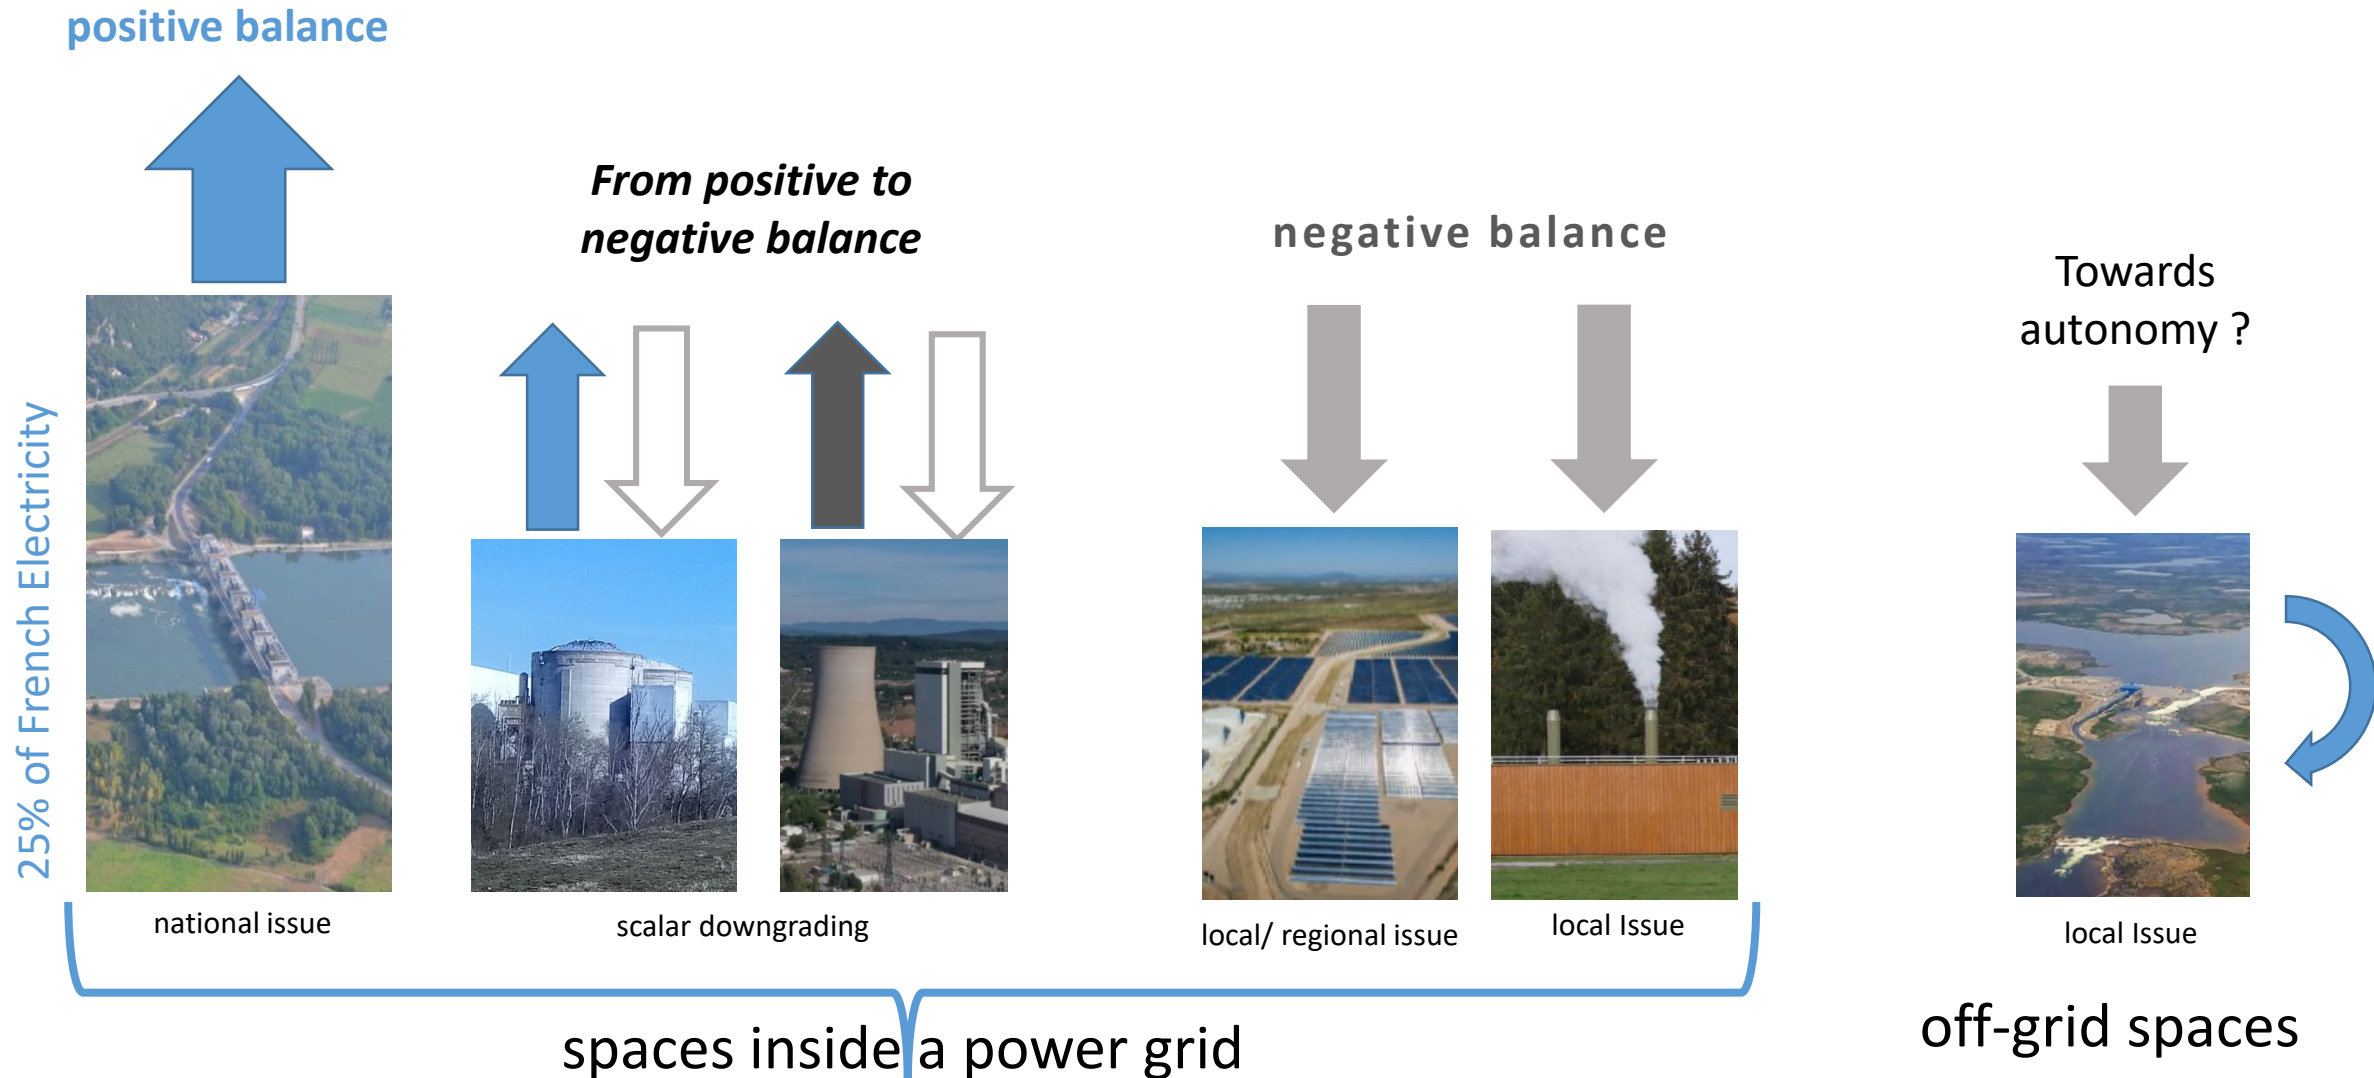 positive balance
25% of French Electricity
national issue
From positive to
negative balance
scalar downgrading
negative balance
local/ regional issue
local Issue
spaces inside a power grid
Towards
autonomy ?
local Issue
off-grid spaces